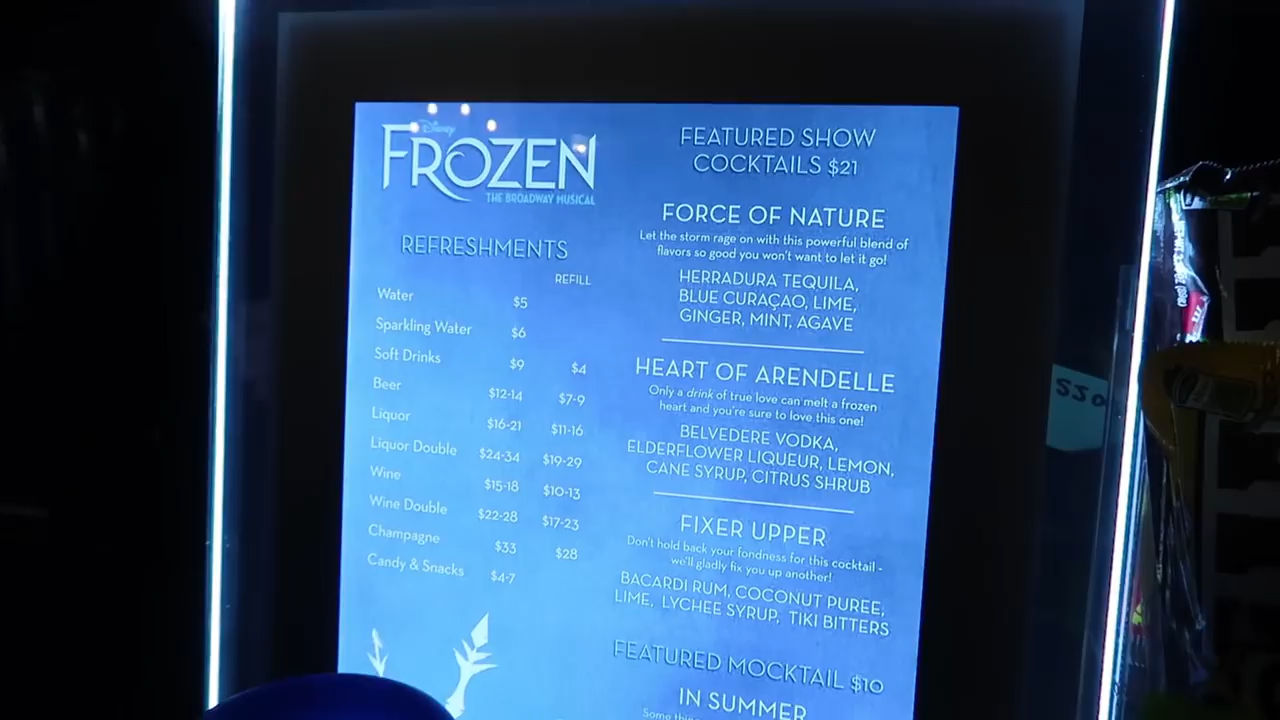 Disney
FROZEN
THE BROADWAY MUSICAL
REFRESHMENTS
REFILL
Water $5
Sparkling Water $6
Soft Drinks $9 $4
Beer $12-14 $7-9
Liquor $16-21 $11-16
Liquor Double $24-34 $19-29
Wine $15-18 $10-13
Wine Double $22-28 $17-23
Champagne $33 $28
Candy & Snacks $4-7
FEATURED SHOW
COCKTAILS $21
FORCE OF NATURE
Let the storm rage on with this powerful blend of
flavors so good you won't want to let it go!
HERRADURA TEQUILA,
BLUE CURAÇAO, LIME,
GINGER, MINT, AGAVE
HEART OF ARENDELLE
Only a drink of true love can melt a frozen
heart and you're sure to love this one!
BELVEDERE VODKA,
ELDERFLOWER LIQUEUR, LEMON,
CANE SYRUP, CITRUS SHRUB
FIXER UPPER
Don't hold back your fondness for this cocktail –
we'll gladly fix you up another!
BACARDI RUM, COCONUT PUREE,
LIME, LYCHEE SYRUP, TIKI BITTERS
FEATURED MOCKTAIL $10
IN SUMMER